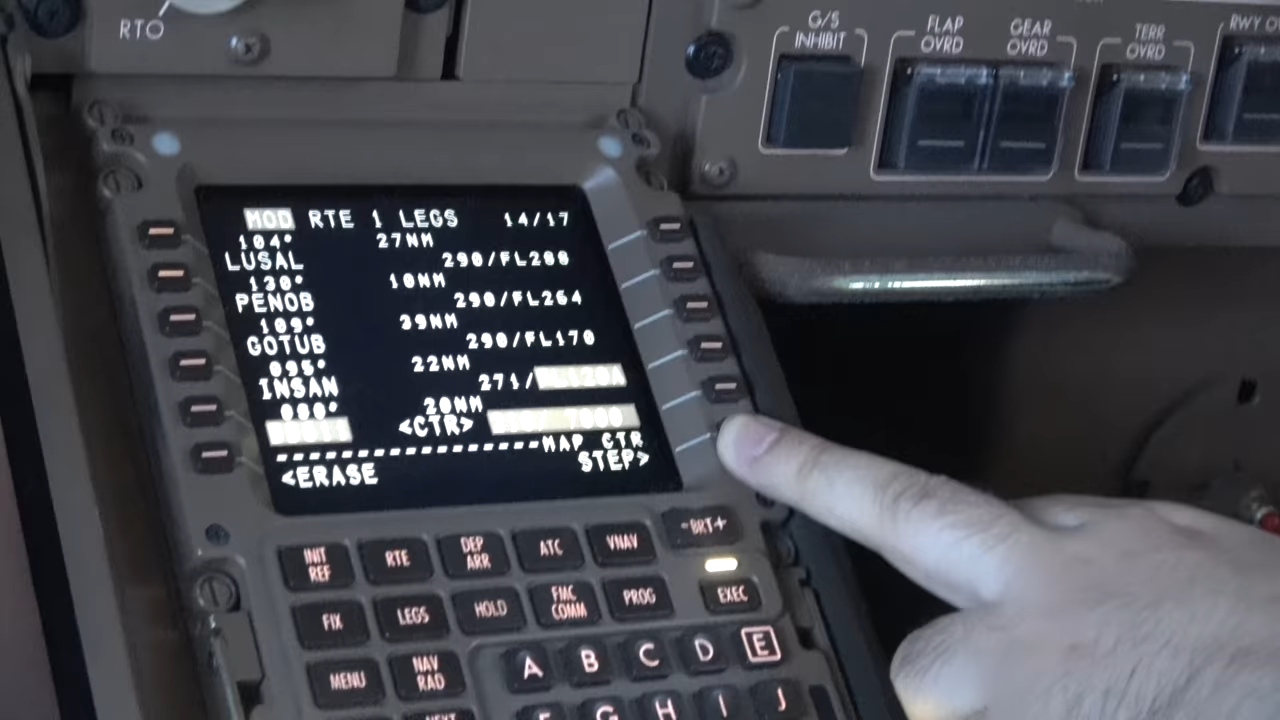 RTO
G/S
INHIBIT
FLAP
OVRD
GEAR
OVRD
TERR
OVRD
RWY
MOD RTE 1 LEGS 14/17
104° 27NM
LUSAL 290/FL288
130° 10NM
PENOB 290/FL264
109° 39NM
GOTUB 290/FL170
095° 22NM
INSAN 271/
20NM
<CTR> 7000
----------------MAP CTR
<ERASE STEP>
INIT
REF
RTE
DEP
ARR
ATC
VNAV
-BRT+
FIX
LEGS
HOLD
FMC
COMM
PROG
EXEC
MENU
NAV
RAD
A B C D E
H I J